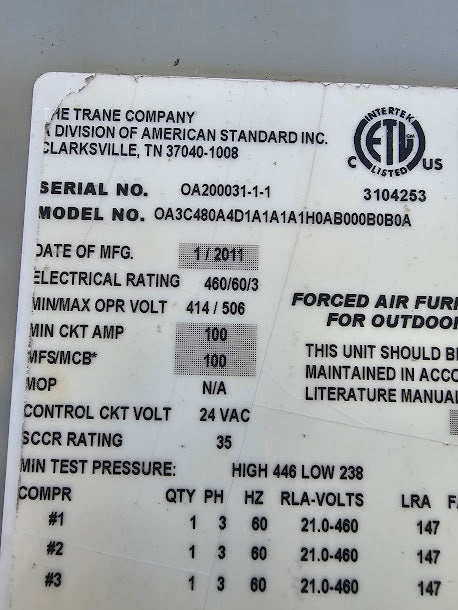 THE TRANE COMPANY
A DIVISION OF AMERICAN STANDARD INC.
CLARKSVILLE, TN 37040-1008
INTERTEK
ETL
CM
LISTED
C US
3104253
SERIAL NO. OA200031-1-1
MODEL NO. OA3C480A4D1A1A1A1H0AB000B0B0A
DATE OF MFG. 1 / 2011
ELECTRICAL RATING 460/60/3
MIN/MAX OPR VOLT 414 / 506
MIN CKT AMP 100
MFS/MCB* 100
MOP N/A
CONTROL CKT VOLT 24 VAC
SCCR RATING 35
FORCED AIR FUR
FOR OUTDOO
THIS UNIT SHOULD B
MAINTAINED IN ACCO
LITERATURE MANUAL
MIN TEST PRESSURE: HIGH 446 LOW 238
COMPR QTY PH HZ RLA-VOLTS LRA F
#1 1 3 60 21.0-460 147
#2 1 3 60 21.0-460 147
#3 1 3 60 21.0-460 147